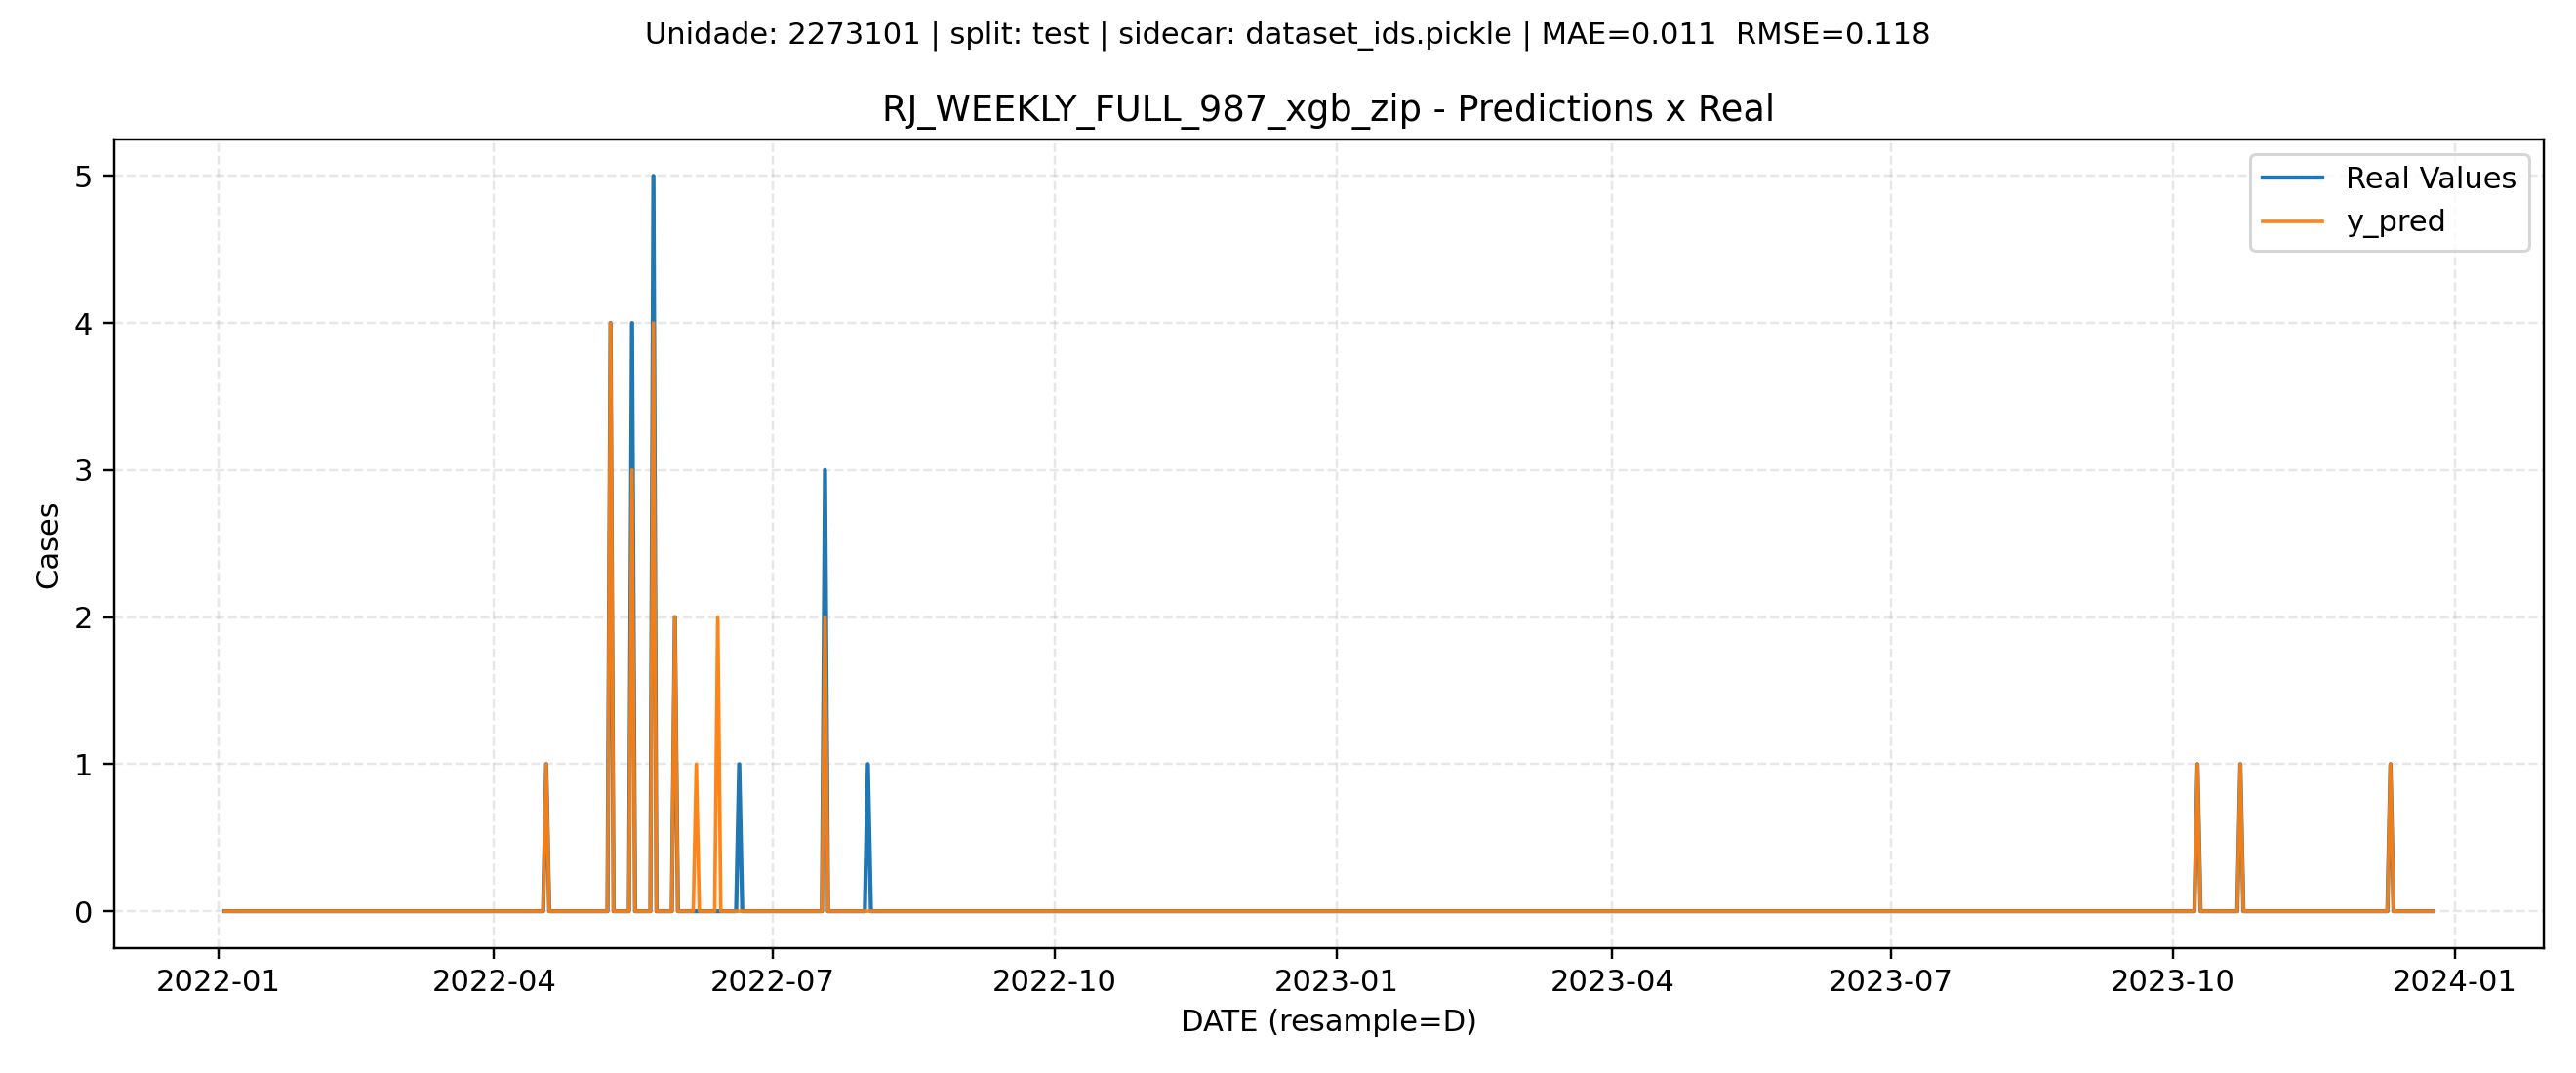 Unidade: 2273101 | split: test | sidecar: dataset_ids.pickle | MAE=0.011  RMSE=0.118
RJ_WEEKLY_FULL_987_xgb_zip - Predictions x Real
Real Values
y_pred
Cases
5
4
3
2
1
0
2022-01
2022-04
2022-07
2022-10
2023-01
2023-04
2023-07
2023-10
2024-01
DATE (resample=D)